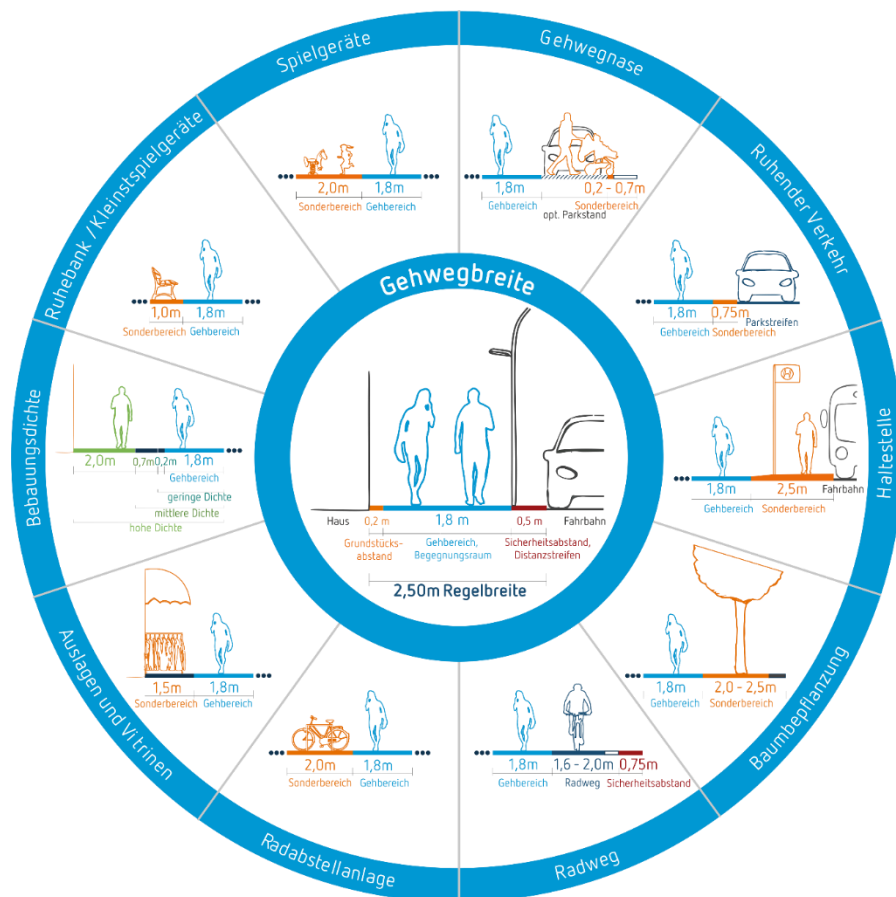 Gehwegbreite
Haus
0,2 m
1,8 m
0,5 m
Fahrbahn
Grundstücks-
abstand
Gehbereich,
Begegnungsraum
Sicherheitsabstand,
Distanzstreifen
2,50m Regelbreite
Gehwegnase
1,8m
0,2 - 0,7m
Gehbereich
Sonderbereich
opt. Parkstand
Ruhender Verkehr
1,8m
0,75m
Parkstreifen
Gehbereich
Sonderbereich
Haltestelle
H
1,8m
2,5m
Fahrbahn
Gehbereich
Sonderbereich
Baumbepflanzung
1,8m
2,0 - 2,5m
Gehbereich
Sonderbereich
Radweg
1,8m
1,6 - 2,0m
0,75m
Gehbereich
Radweg
Sicherheitsabstand
Radabstellanlage
2,0m
1,8m
Sonderbereich
Gehbereich
Auslagen und Vitrinen
1,5m
1,8m
Sonderbereich
Gehbereich
Bebauungsdichte
2,0m
0,7m
0,2m
1,8m
Gehbereich
geringe Dichte
mittlere Dichte
hohe Dichte
Ruhebank / Kleinstspielgeräte
1,0m
1,8m
Sonderbereich
Gehbereich
Spielgeräte
2,0m
1,8m
Sonderbereich
Gehbereich